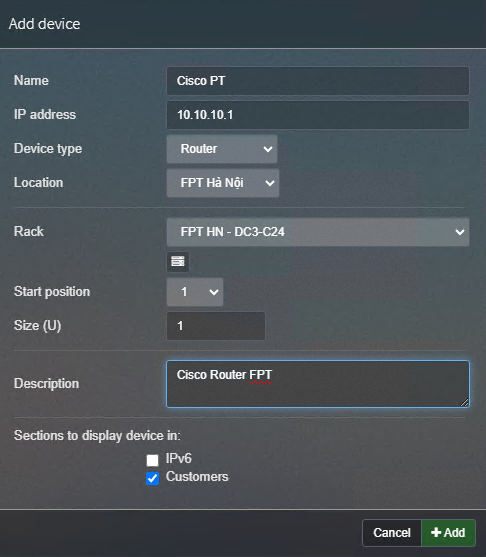 Add device
Name Cisco PT
IP address 10.10.10.1
Device type Router
Location FPT Hà Nội
Rack FPT HN - DC3-C24
Start position 1
Size (U) 1
Description Cisco Router FPT
Sections to display device in:
IPv6
Customers
Cancel + Add